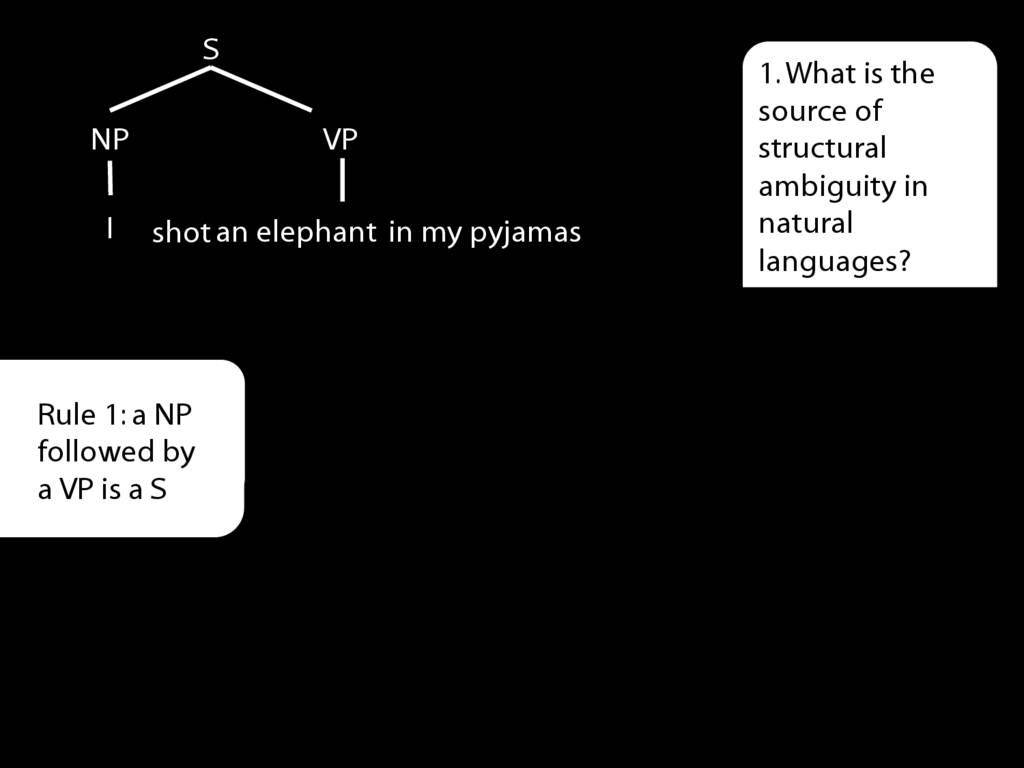 S
NP VP
I shot an elephant in my pyjamas
1. What is the
source of
structural
ambiguity in
natural
languages?
Rule 1: a NP
followed by
a VP is a S